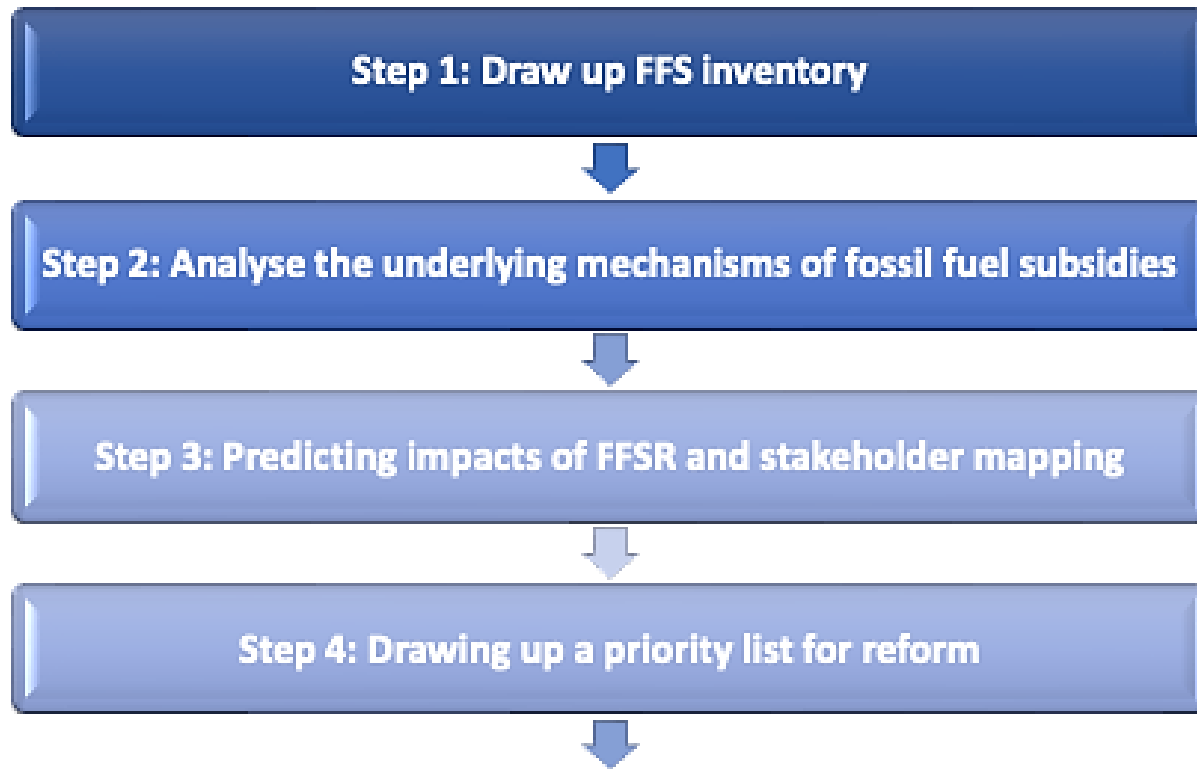 Step 1: Draw up FFS inventory
Step 2: Analyse the underlying mechanisms of fossil fuel subsidies
Step 3: Predicting impacts of FFSR and stakeholder mapping
Step 4: Drawing up a priority list for reform